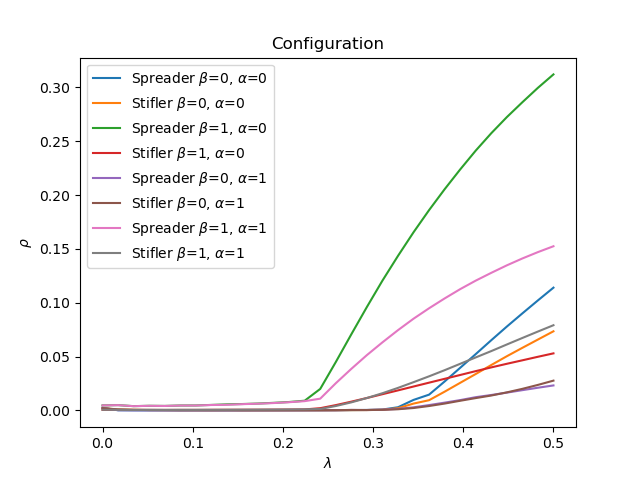 Configuration
Spreader β=0, α=0
Stifler β=0, α=0
Spreader β=1, α=0
Stifler β=1, α=0
Spreader β=0, α=1
Stifler β=0, α=1
Spreader β=1, α=1
Stifler β=1, α=1
0.30
0.25
0.20
0.15
0.10
0.05
0.00
ρ
0.0 0.1 0.2 0.3 0.4 0.5
λ